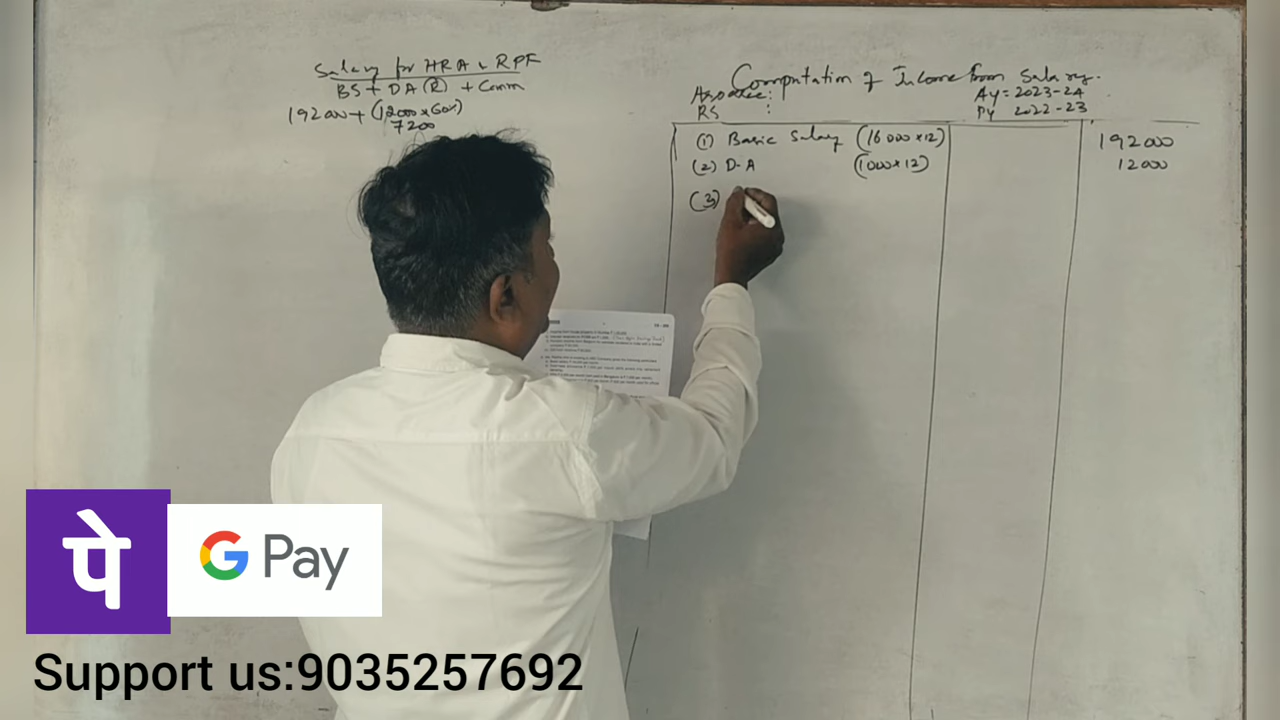 Salary for HRA & RPF
BS + DA (R) + Comm
192000 + (12000 × 60%)
7200
Computation of Income from Salary.
Assessee :
RS :
AY = 2023-24
PY 2022-23
(1) Basic Salary (16000×12) 192000
(2) D.A (1000×12) 12000
(3)
पे
G Pay
Support us:9035257692